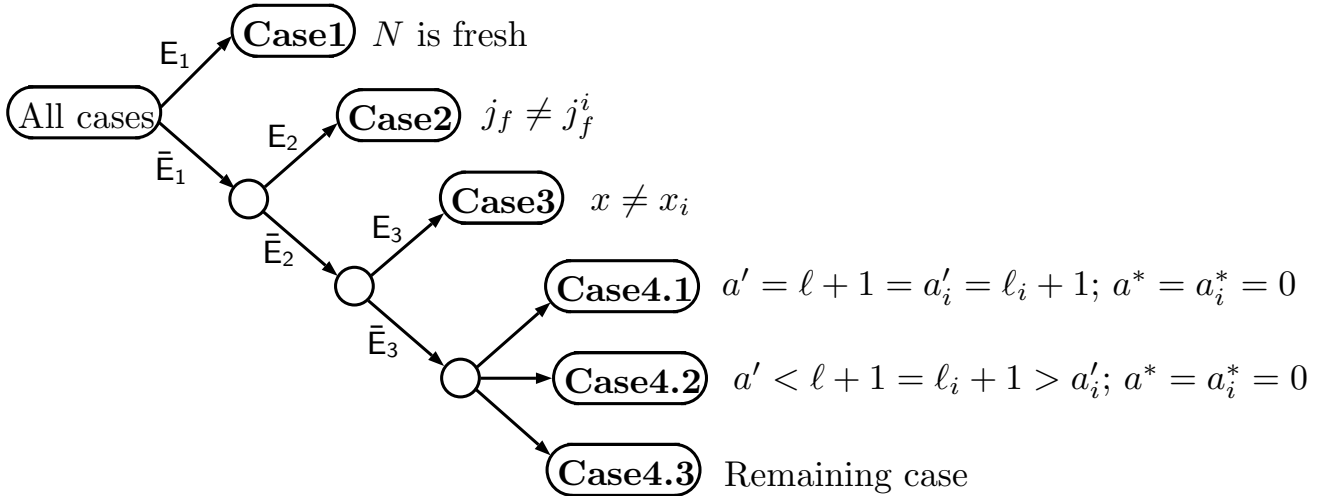 Case1 N is fresh
E₁
All cases
Case2 j_f ≠ j_f^i
E₂
Ē₁
Case3 x ≠ x_i
E₃
Ē₂
Case4.1 a′ = ℓ + 1 = a′_i = ℓ_i + 1; a* = a*_i = 0
Ē₃
Case4.2 a′ < ℓ + 1 = ℓ_i + 1 > a′_i; a* = a*_i = 0
Case4.3 Remaining case